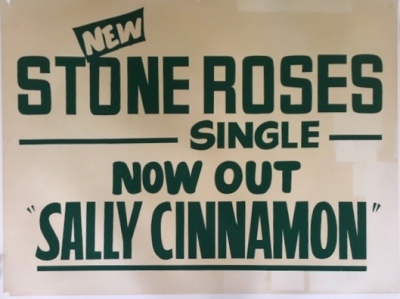 NEW
STONE ROSES
SINGLE
NOW OUT
"SALLY CINNAMON"